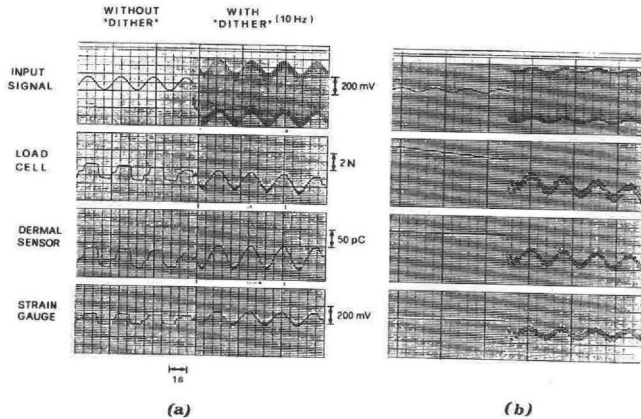 WITHOUT "DITHER"
WITH "DITHER" (10 Hz)
INPUT SIGNAL
200 mV
LOAD CELL
2 N
DERMAL SENSOR
50 pC
STRAIN GAUGE
200 mV
1s
(a)
(b)